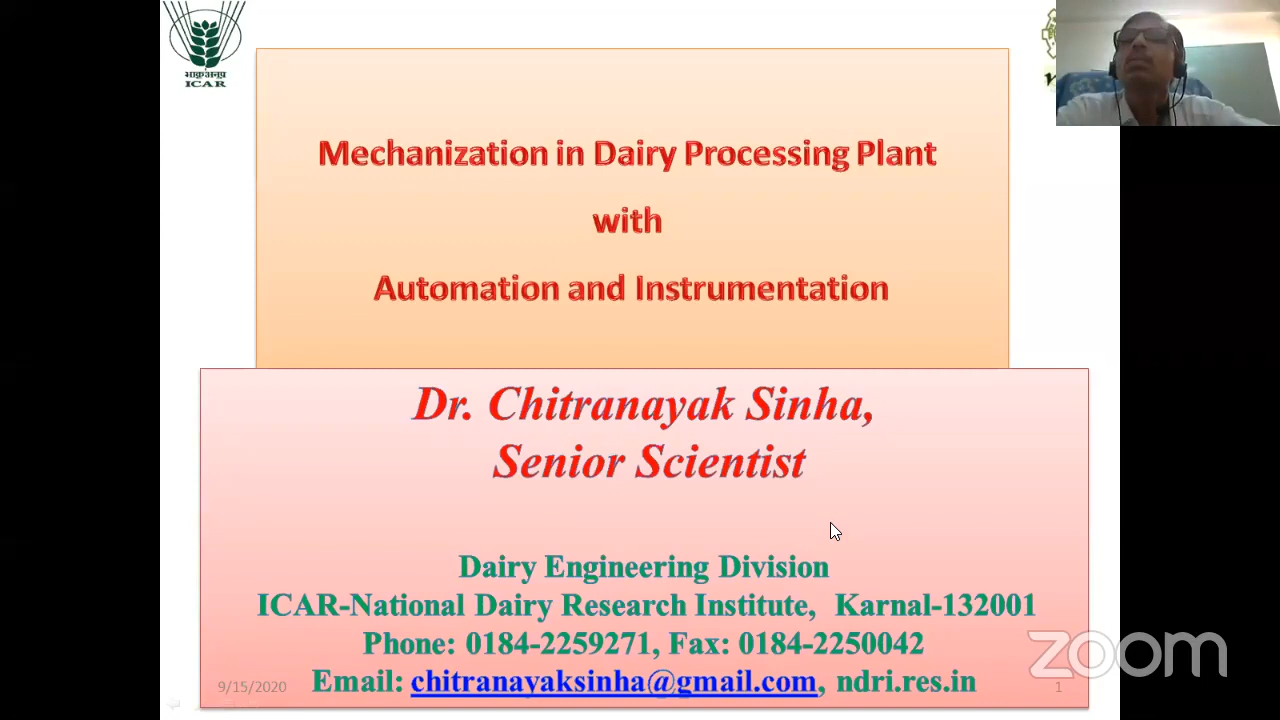 भाकृअनुप
ICAR
Mechanization in Dairy Processing Plant
with
Automation and Instrumentation
Dr. Chitranayak Sinha,
Senior Scientist
Dairy Engineering Division
ICAR-National Dairy Research Institute, Karnal-132001
Phone: 0184-2259271, Fax: 0184-2250042
Email: chitranayaksinha@gmail.com, ndri.res.in
9/15/2020
1
zoom